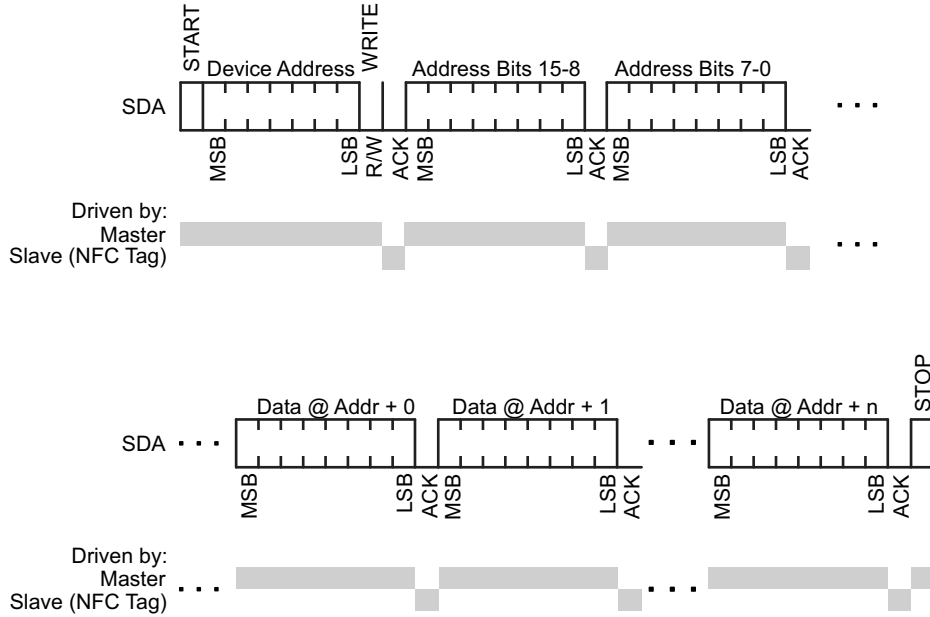 START
WRITE
Device Address
Address Bits 15-8
Address Bits 7-0
SDA
. . .
MSB
LSB
R/W
ACK
MSB
LSB
ACK
MSB
LSB
ACK
Driven by:
Master
Slave (NFC Tag)
. . .
STOP
Data @ Addr + 0
Data @ Addr + 1
Data @ Addr + n
SDA
. . .
. . .
MSB
LSB
ACK
MSB
LSB
ACK
MSB
LSB
ACK
Driven by:
Master
Slave (NFC Tag)
. . .
. . .